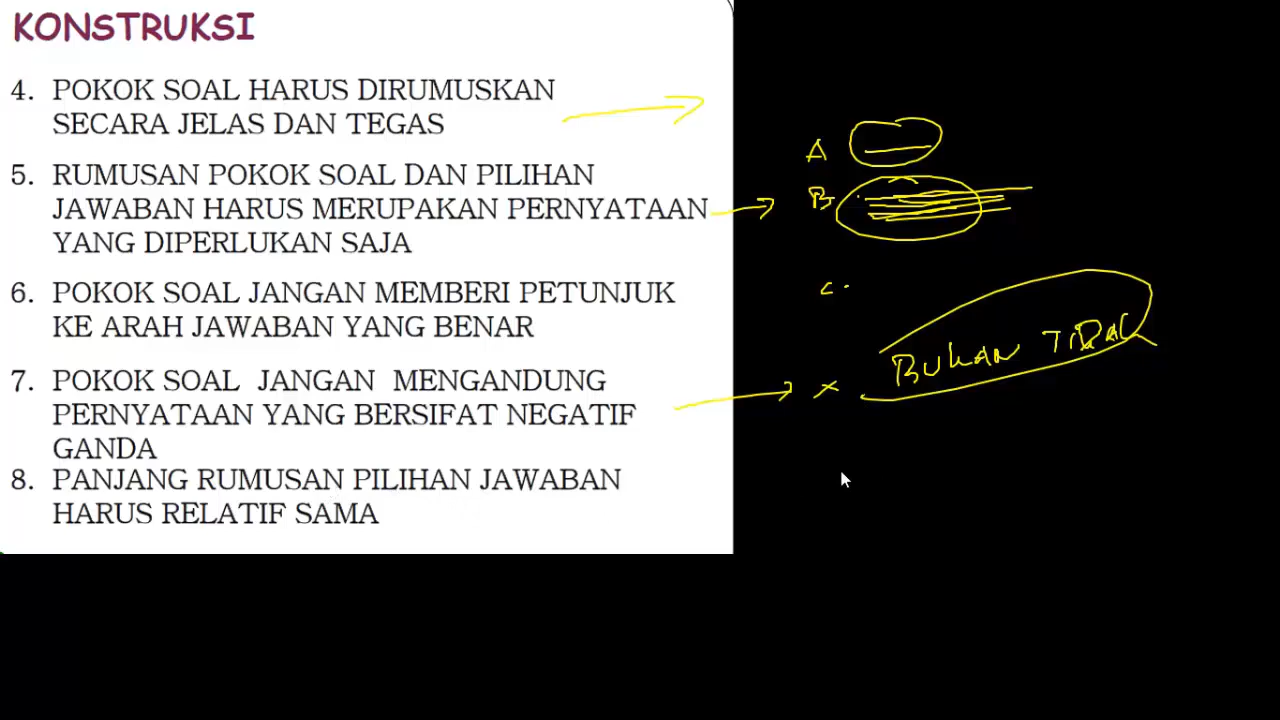 KONSTRUKSI
4. POKOK SOAL HARUS DIRUMUSKAN
SECARA JELAS DAN TEGAS
5. RUMUSAN POKOK SOAL DAN PILIHAN
JAWABAN HARUS MERUPAKAN PERNYATAAN
YANG DIPERLUKAN SAJA
6. POKOK SOAL JANGAN MEMBERI PETUNJUK
KE ARAH JAWABAN YANG BENAR
7. POKOK SOAL JANGAN MENGANDUNG
PERNYATAAN YANG BERSIFAT NEGATIF
GANDA
8. PANJANG RUMUSAN PILIHAN JAWABAN
HARUS RELATIF SAMA
A
B.
C.
x BUKAN TIDAK